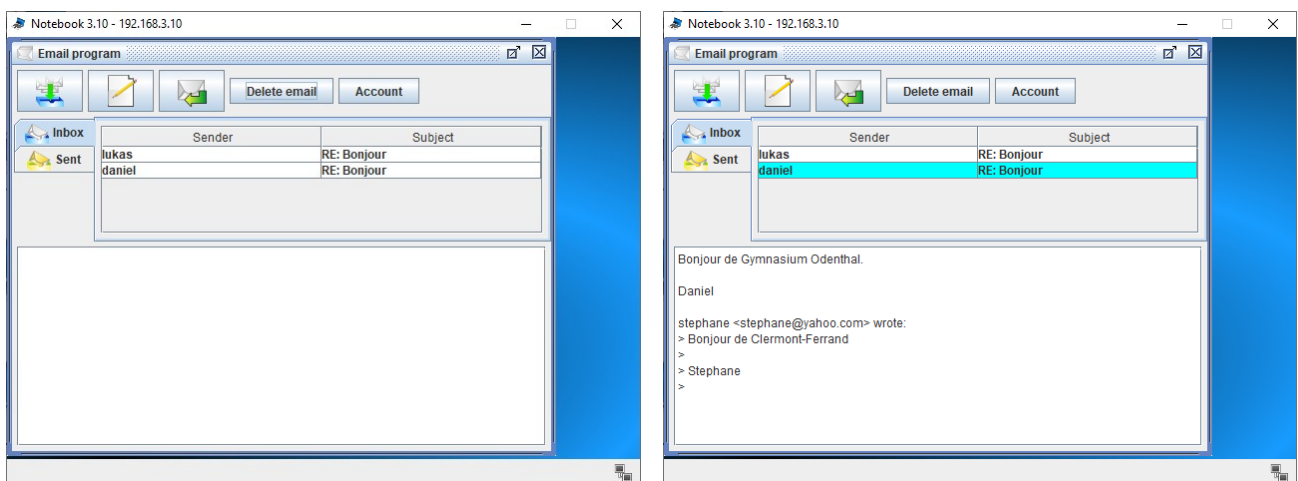 Notebook 3.10 - 192.168.3.10
Email program
Delete email Account
Inbox
Sent
Sender Subject
lukas RE: Bonjour
daniel RE: Bonjour
Notebook 3.10 - 192.168.3.10
Email program
Delete email Account
Inbox
Sent
Sender Subject
lukas RE: Bonjour
daniel RE: Bonjour
Bonjour de Gymnasium Odenthal.
Daniel
stephane <stephane@yahoo.com> wrote:
> Bonjour de Clermont-Ferrand
>
> Stephane
>